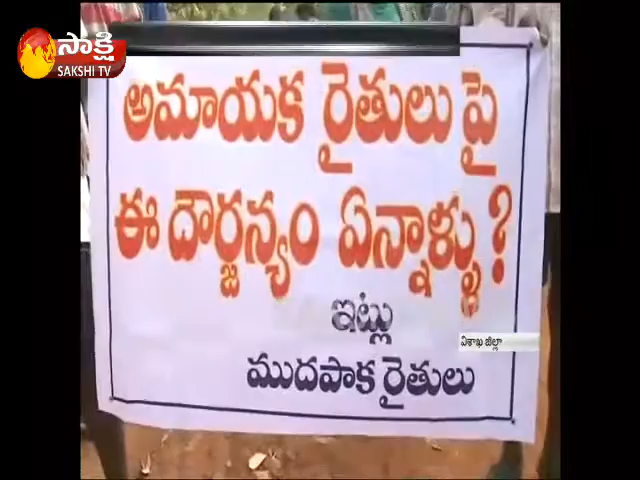 సాక్షి
SAKSHI TV
అమాయక రైతులు పై
ఈ దౌర్జన్యం ఏన్నాళ్ళు ?
ఇట్లు
విశాఖ జిల్లా
ముదపాక రైతులు